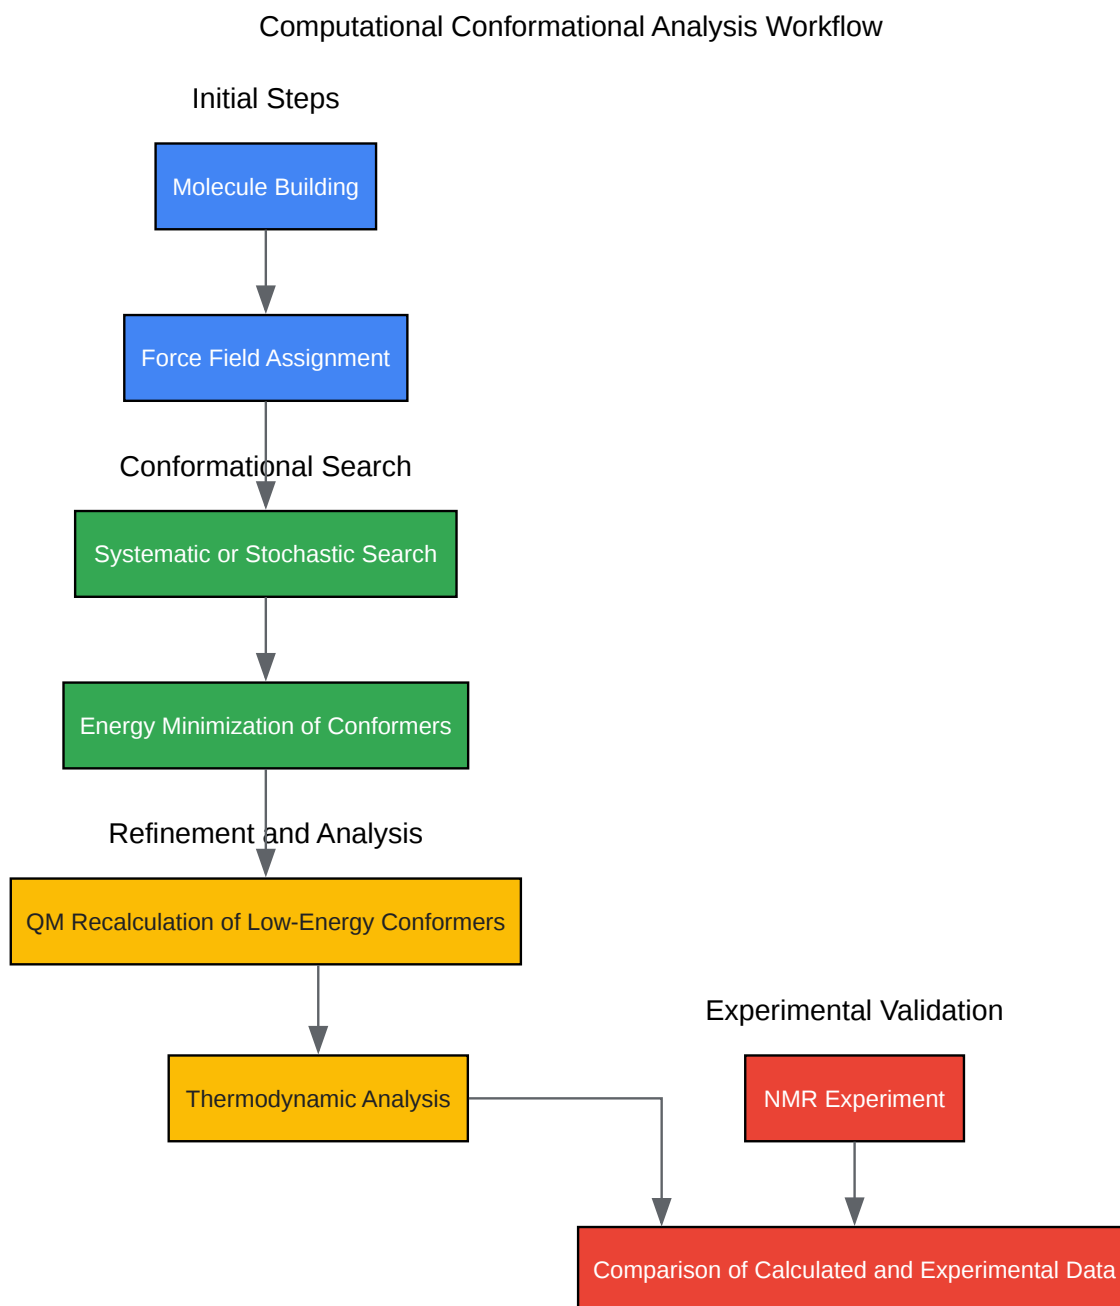 Computational Conformational Analysis Workflow
Initial Steps
Molecule Building
Force Field Assignment
Conformational Search
Systematic or Stochastic Search
Energy Minimization of Conformers
Refinement and Analysis
QM Recalculation of Low-Energy Conformers
Experimental Validation
Thermodynamic Analysis
NMR Experiment
Comparison of Calculated and Experimental Data